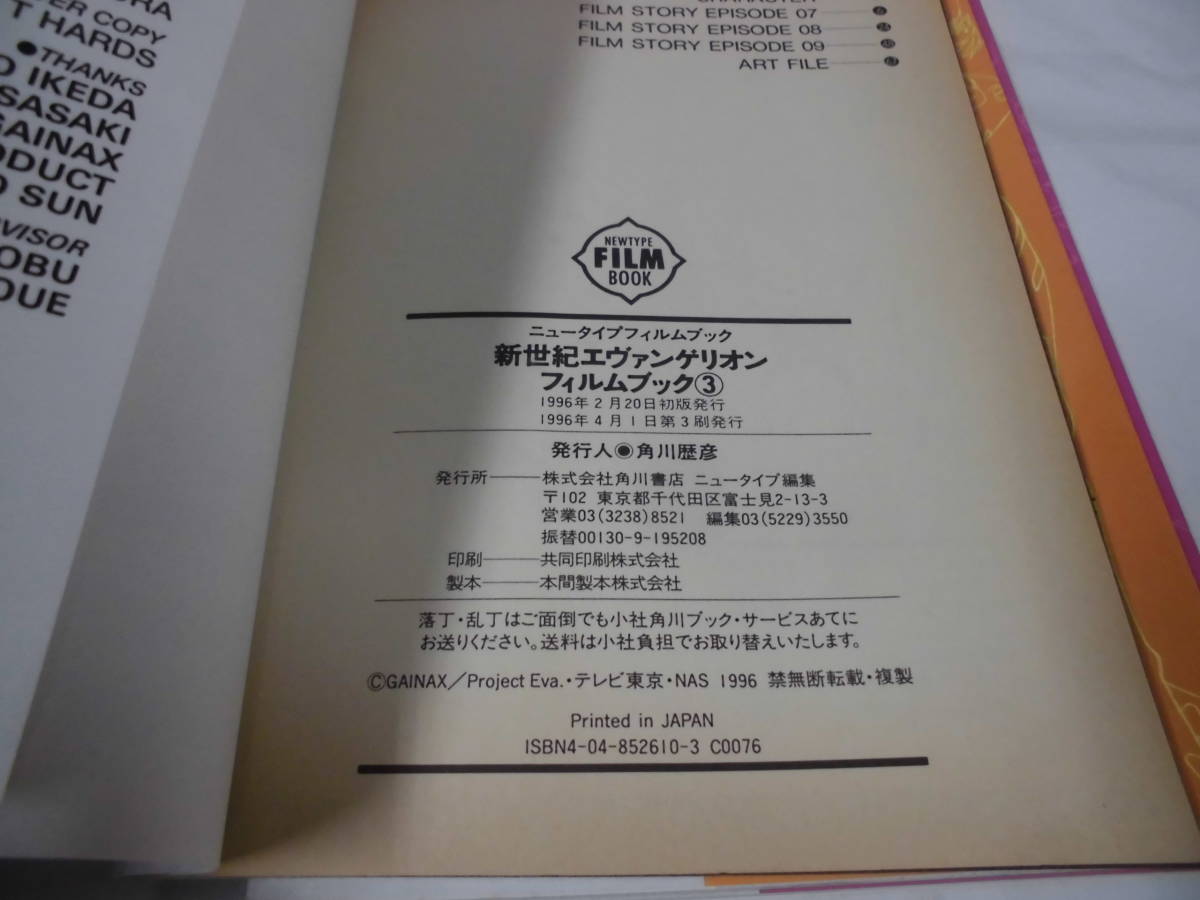 ER COPY
T HARDS
●THANKS
O IKEDA
SASAKI
GAINAX
ODUCT
O SUN
VISOR
OBU
OUE
FILM STORY EPISODE 07
FILM STORY EPISODE 08
FILM STORY EPISODE 09
ART FILE
NEWTYPE
FILM
BOOK
ニュータイプフィルムブック
新世紀エヴァンゲリオン
フィルムブック③
1996年2月20日初版発行
1996年4月1日第3刷発行
発行人◉角川歴彦
発行所――株式会社角川書店 ニュータイプ編集
〒102 東京都千代田区富士見2-13-3
営業03(3238)8521 編集03(5229)3550
振替00130-9-195208
印刷――共同印刷株式会社
製本――本間製本株式会社
落丁・乱丁はご面倒でも小社角川ブック・サービスあてに
お送りください。送料は小社負担でお取り替えいたします。
©GAINAX/Project Eva.・テレビ東京・NAS 1996 禁無断転載・複製
Printed in JAPAN
ISBN4-04-852610-3 C0076